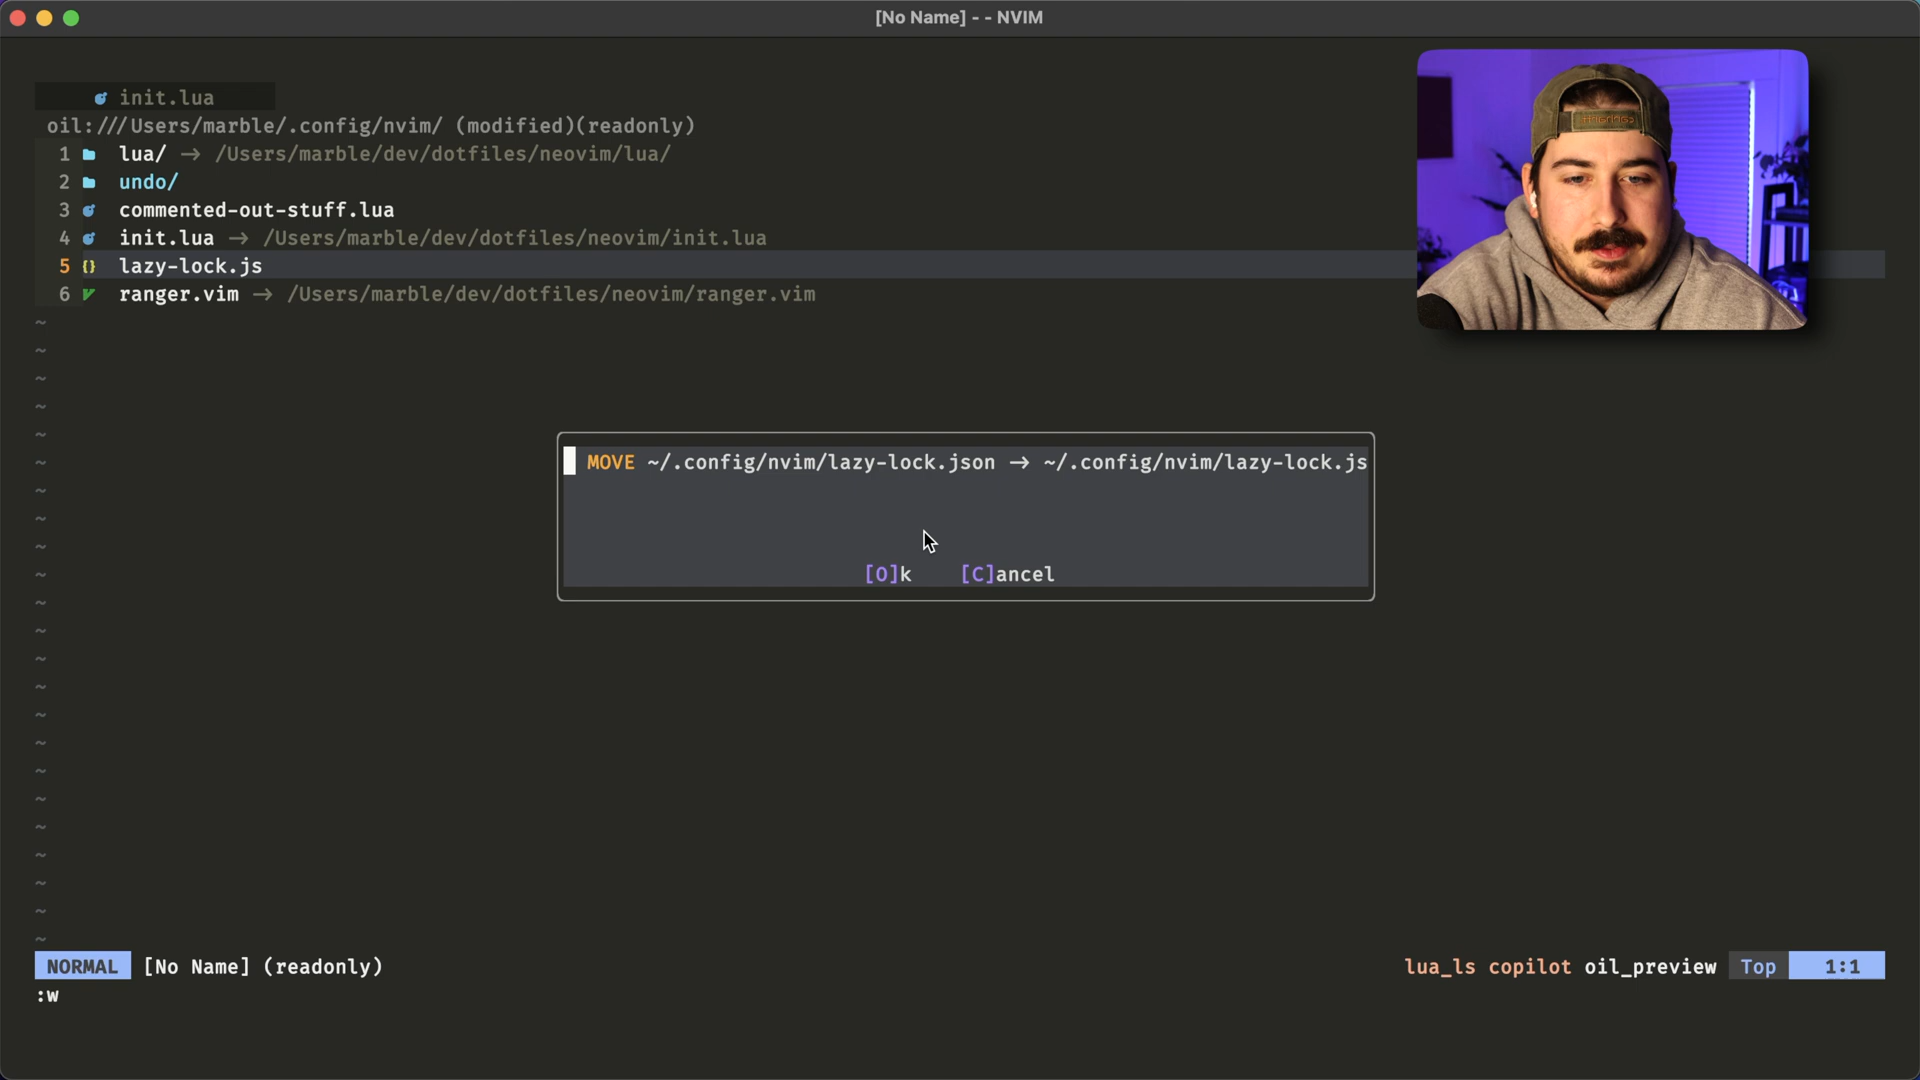 [No Name] - - NVIM
init.lua
oil:///Users/marble/.config/nvim/ (modified)(readonly)
1 lua/ → /Users/marble/dev/dotfiles/neovim/lua/
2 undo/
3 commented-out-stuff.lua
4 init.lua → /Users/marble/dev/dotfiles/neovim/init.lua
5 {} lazy-lock.js
6 ranger.vim → /Users/marble/dev/dotfiles/neovim/ranger.vim
~
~
~
~
~
MOVE ~/.config/nvim/lazy-lock.json → ~/.config/nvim/lazy-lock.js
~
~
~
~
[O]k [C]ancel
~
~
~
~
~
~
~
~
~
~
~
~
~
~
NORMAL [No Name] (readonly) lua_ls copilot oil_preview Top 1:1
:w